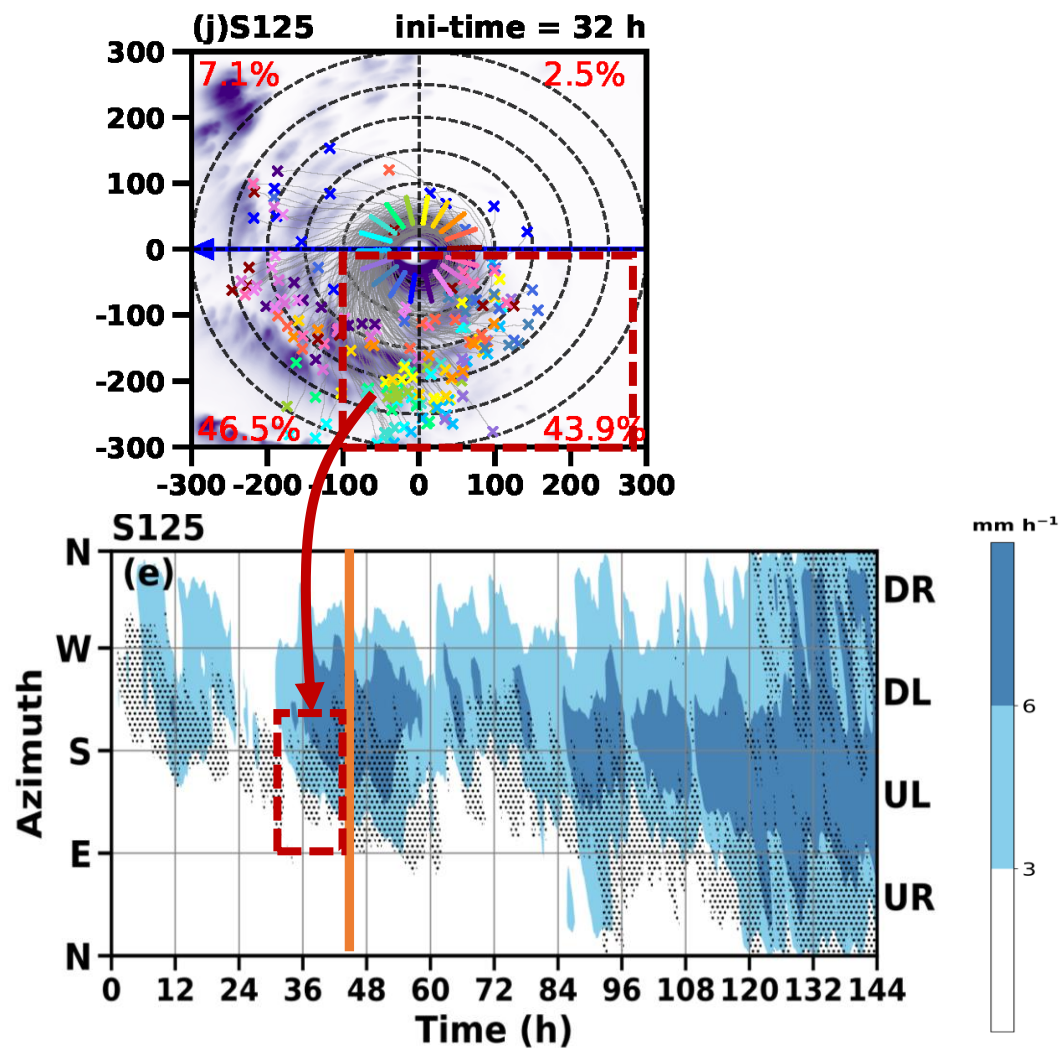 (j)S125 ini-time = 32 h
300
7.1% 2.5%
200
100
0
-100
-200
46.5% 43.9%
-300
-300 -200 -100 0 100 200 300
S125
mm h⁻¹
N
(e)
DR
W
DL
6
S
UL
E
3
UR
N
Azimuth
0 12 24 36 48 60 72 84 96 108 120 132 144
Time (h)